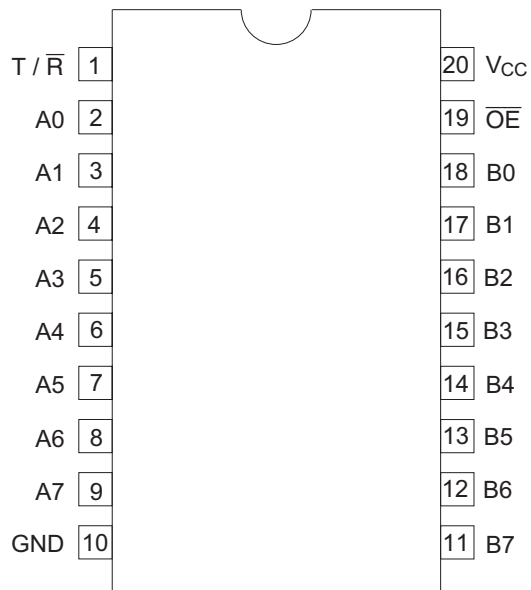 T / R̅ 1 20 VCC
A0 2 19 O̅E̅
A1 3 18 B0
A2 4 17 B1
A3 5 16 B2
A4 6 15 B3
A5 7 14 B4
A6 8 13 B5
A7 9 12 B6
GND 10 11 B7